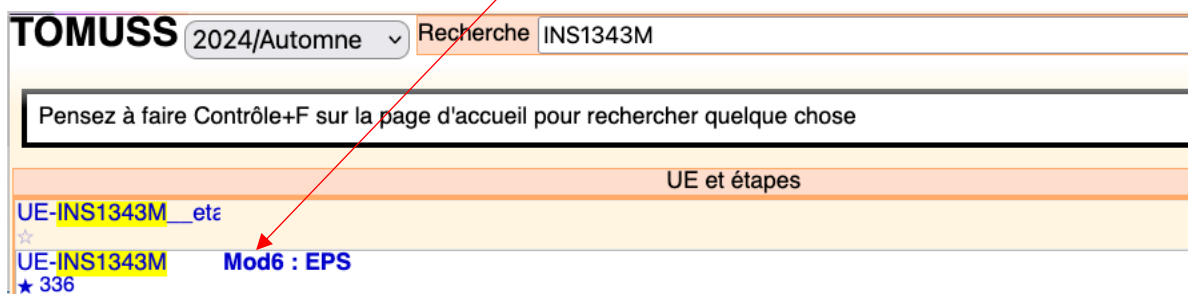 TOMUSS 2024/Automne Recherche INS1343M
Pensez à faire Contrôle+F sur la page d'accueil pour rechercher quelque chose
UE et étapes
UE-INS1343M__eta
☆
UE-INS1343M Mod6 : EPS
★ 336